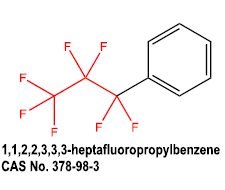 F F
F
F
F
F F
1,1,2,2,3,3,3-heptafluoropropylbenzene
CAS No. 378-98-3